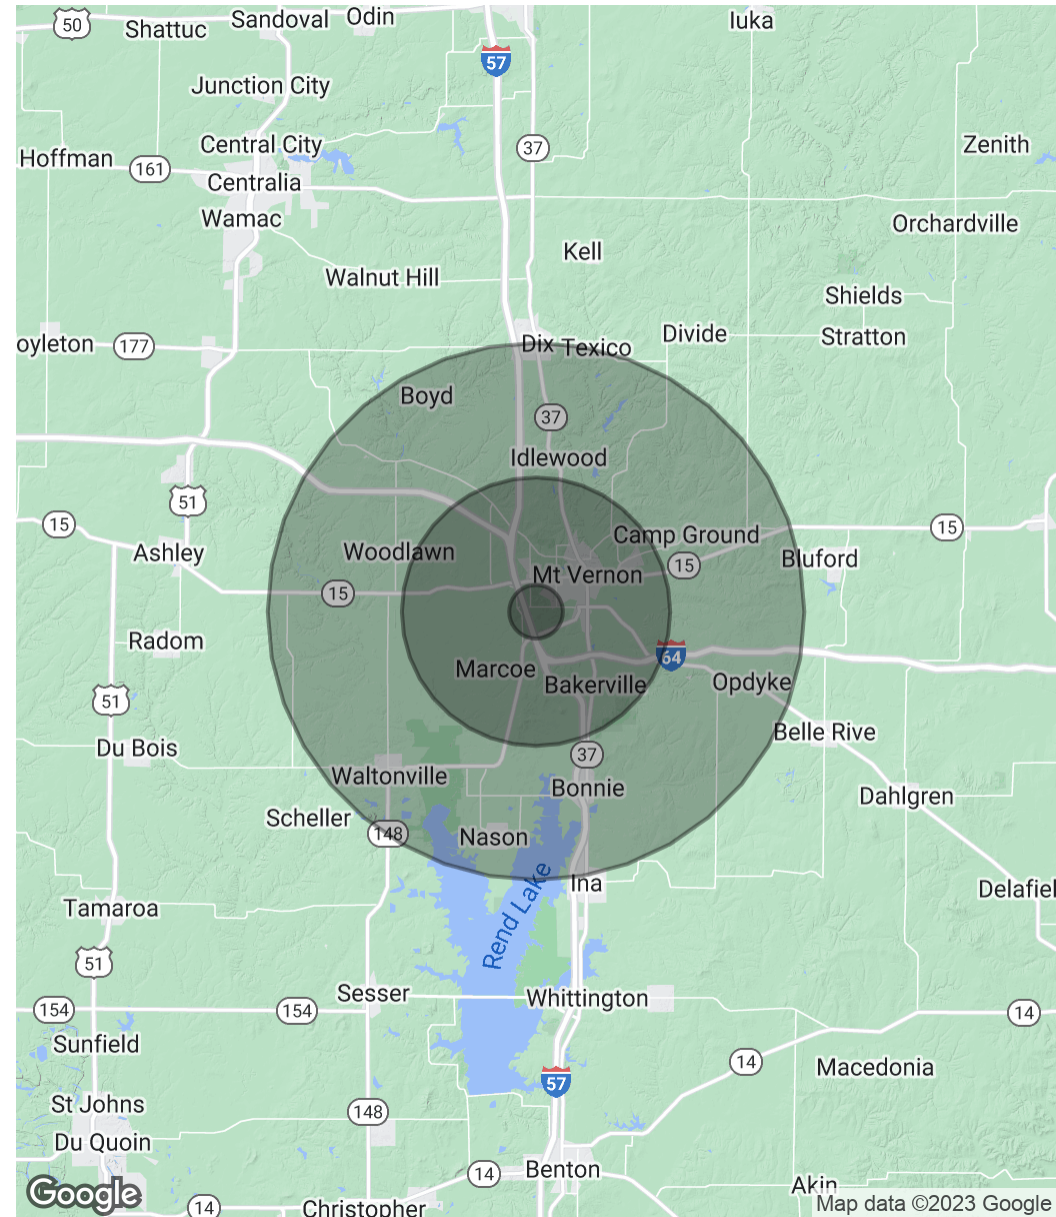 50
Shattuc
Sandoval
Odin
Iuka
57
Junction City
Central City
37
Zenith
Hoffman
161
Centralia
Wamac
Orchardville
Kell
Walnut Hill
Shields
Stratton
oyleton
177
Dix
Texico
Divide
Boyd
37
Idlewood
51
15
Ashley
Woodlawn
Camp Ground
15
15
Bluford
Mt Vernon
15
Radom
64
Marcoe
Bakerville
Opdyke
51
Belle Rive
Du Bois
37
Waltonville
Bonnie
Dahlgren
Scheller
148
Nason
Ina
Delafiel
Tamaroa
Rend Lake
51
Sesser
Whittington
154
154
14
Sunfield
14
Macedonia
57
St Johns
148
Du Quoin
14
Benton
Akin
Google
14
Christopher
Map data ©2023 Google